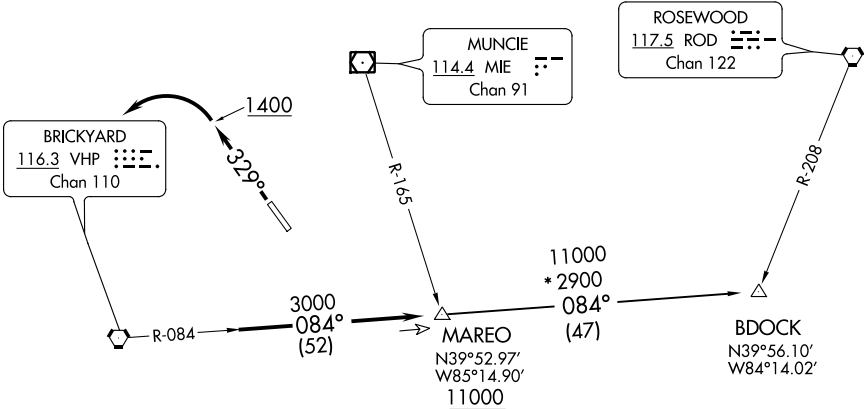 ROSEWOOD
117.5 ROD
Chan 122
MUNCIE
114.4 MIE
Chan 91
1400
BRICKYARD
116.3 VHP
Chan 110
329°
R-165
R-208
R-084
3000
084°
(52)
11000
*2900
084°
(47)
MAREO
N39°52.97'
W85°14.90'
11000
BDOCK
N39°56.10'
W84°14.02'